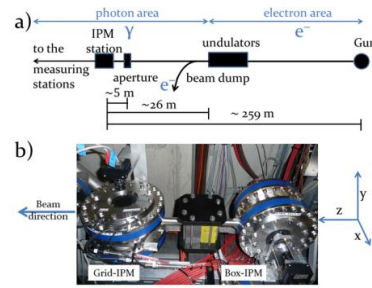 photon area
electron area
a)
IPM
station
γ
undulators
e⁻
Gun
to the
measuring
stations
aperture
e⁻
beam dump
~5 m
~26 m
~ 259 m
b)
Beam
direction
Grid-IPM
Box-IPM
y
z
x